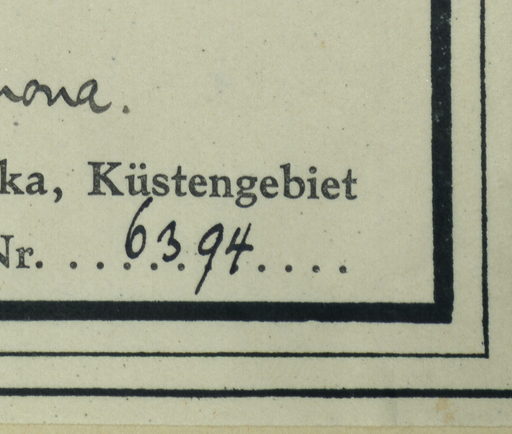 nona.
ka, Küstengebiet
Nr. ......6394.....